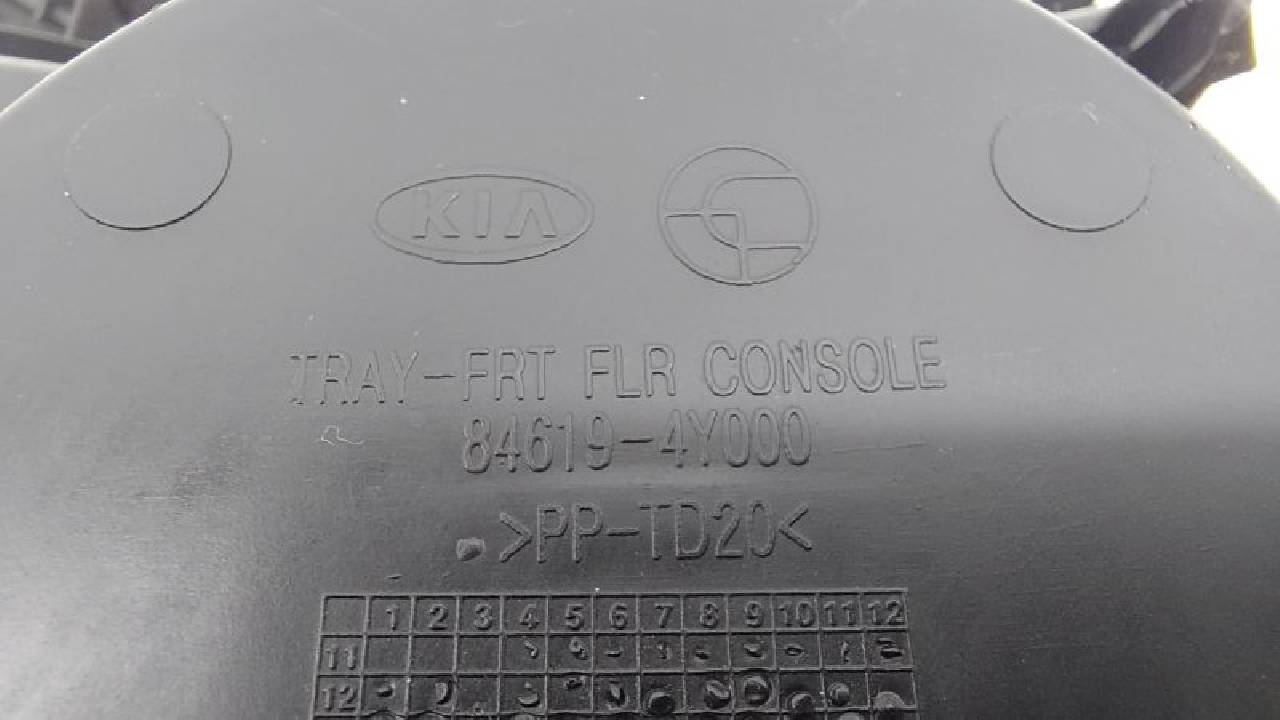 KIA
TRAY-FRT FLR CONSOLE
84619-4Y000
>PP-TD20<
1 2 3 4 5 6 7 8 9 10 11 12
11
12